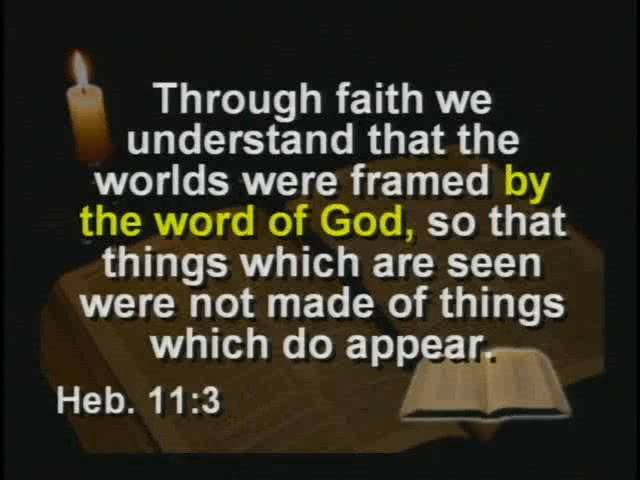 Through faith we
understand that the
worlds were framed by
the word of God, so that
things which are seen
were not made of things
which do appear.
Heb. 11:3